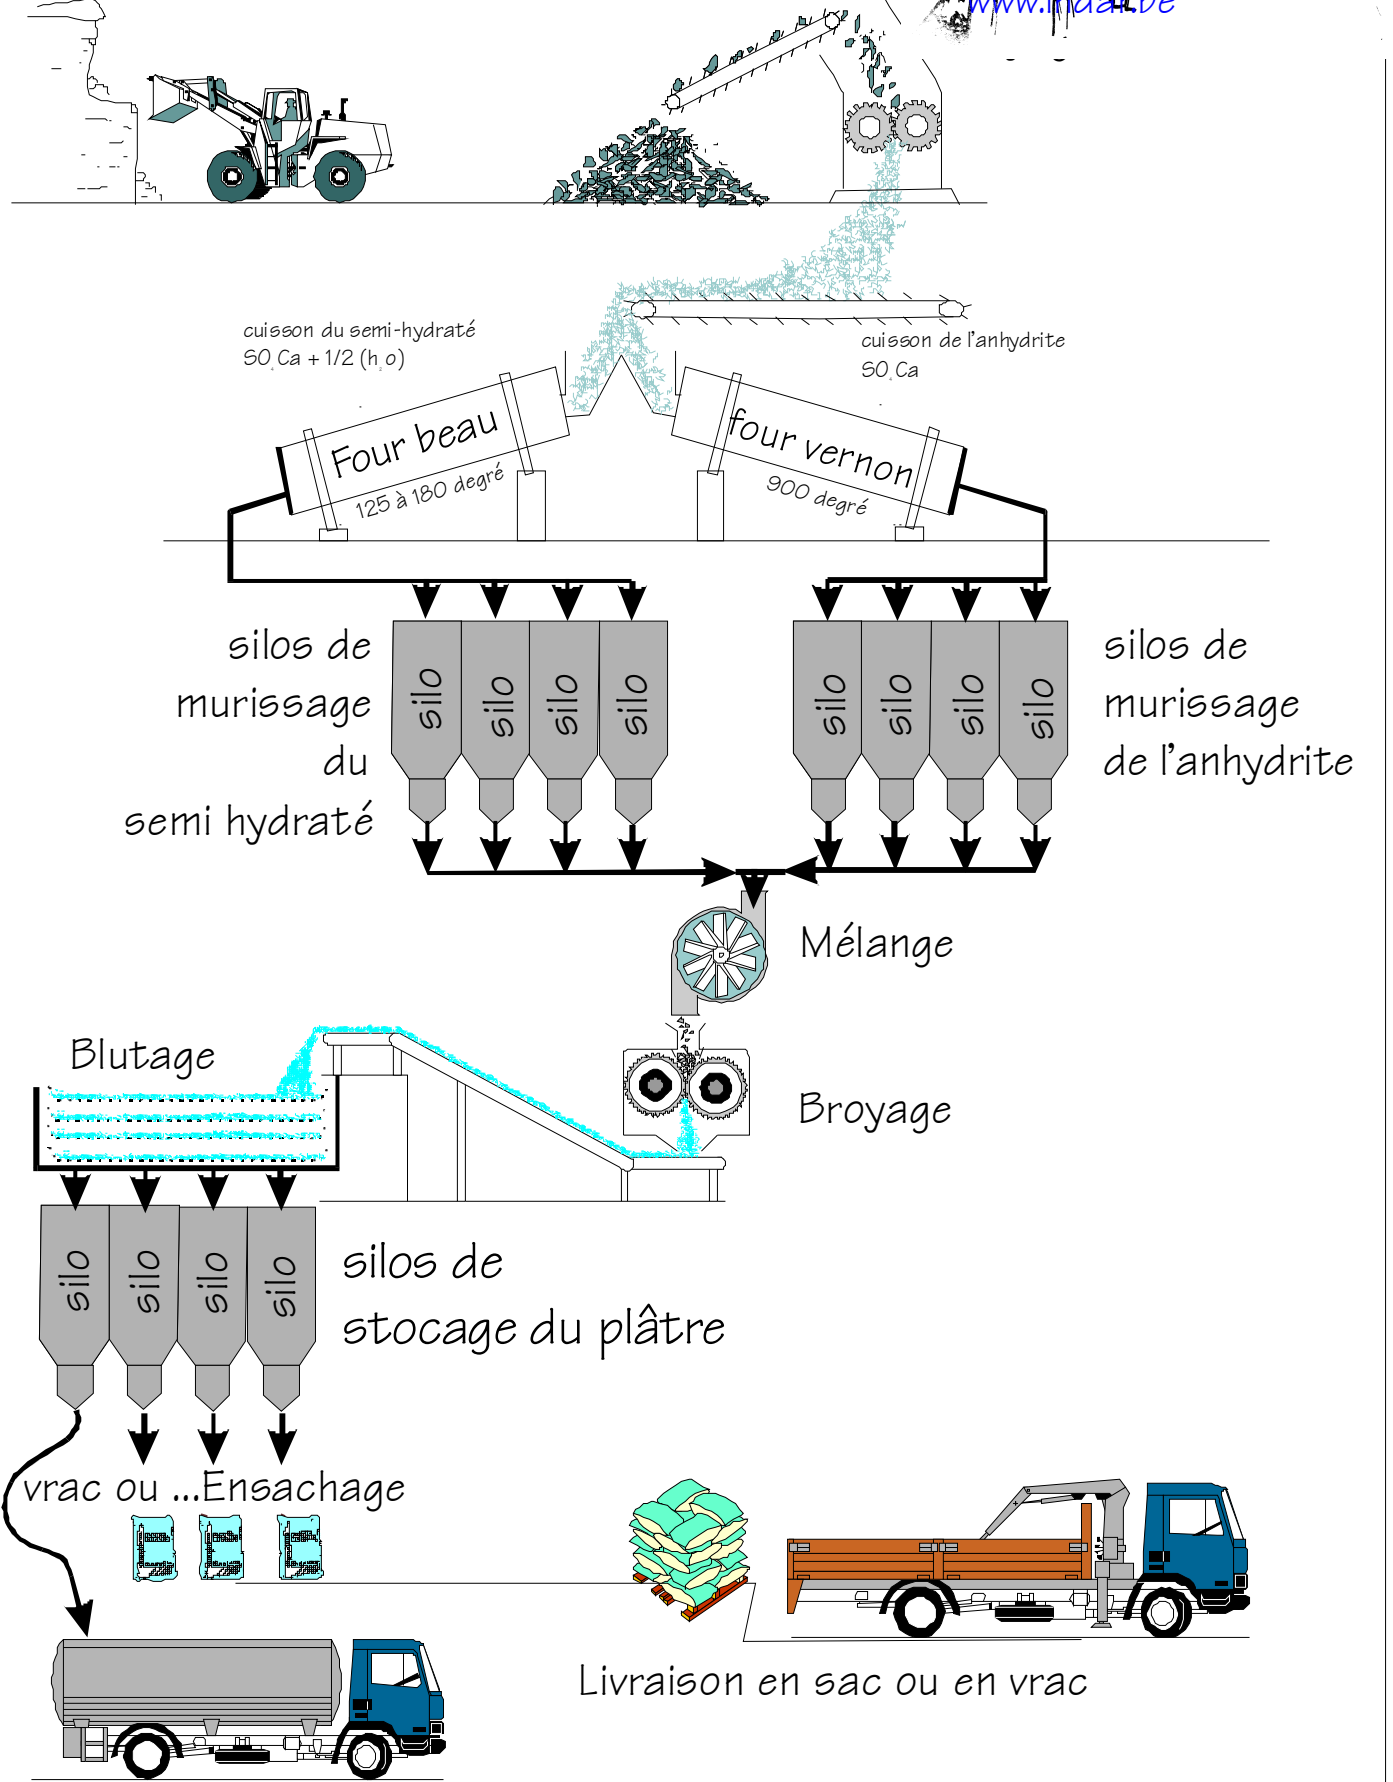 www.indar.be
cuisson du semi-hydraté
SO4Ca + 1/2 (h2o)
cuisson de l'anhydrite
SO4Ca
Four beau
125 à 180 degré
four vernon
900 degré
silos de
murissage
du
semi hydraté
silo
silo
silo
silo
silo
silo
silo
silo
silos de
murissage
de l'anhydrite
Mélange
Blutage
Broyage
silo
silo
silo
silo
silos de
stocage du plâtre
vrac ou ...Ensachage
Livraison en sac ou en vrac